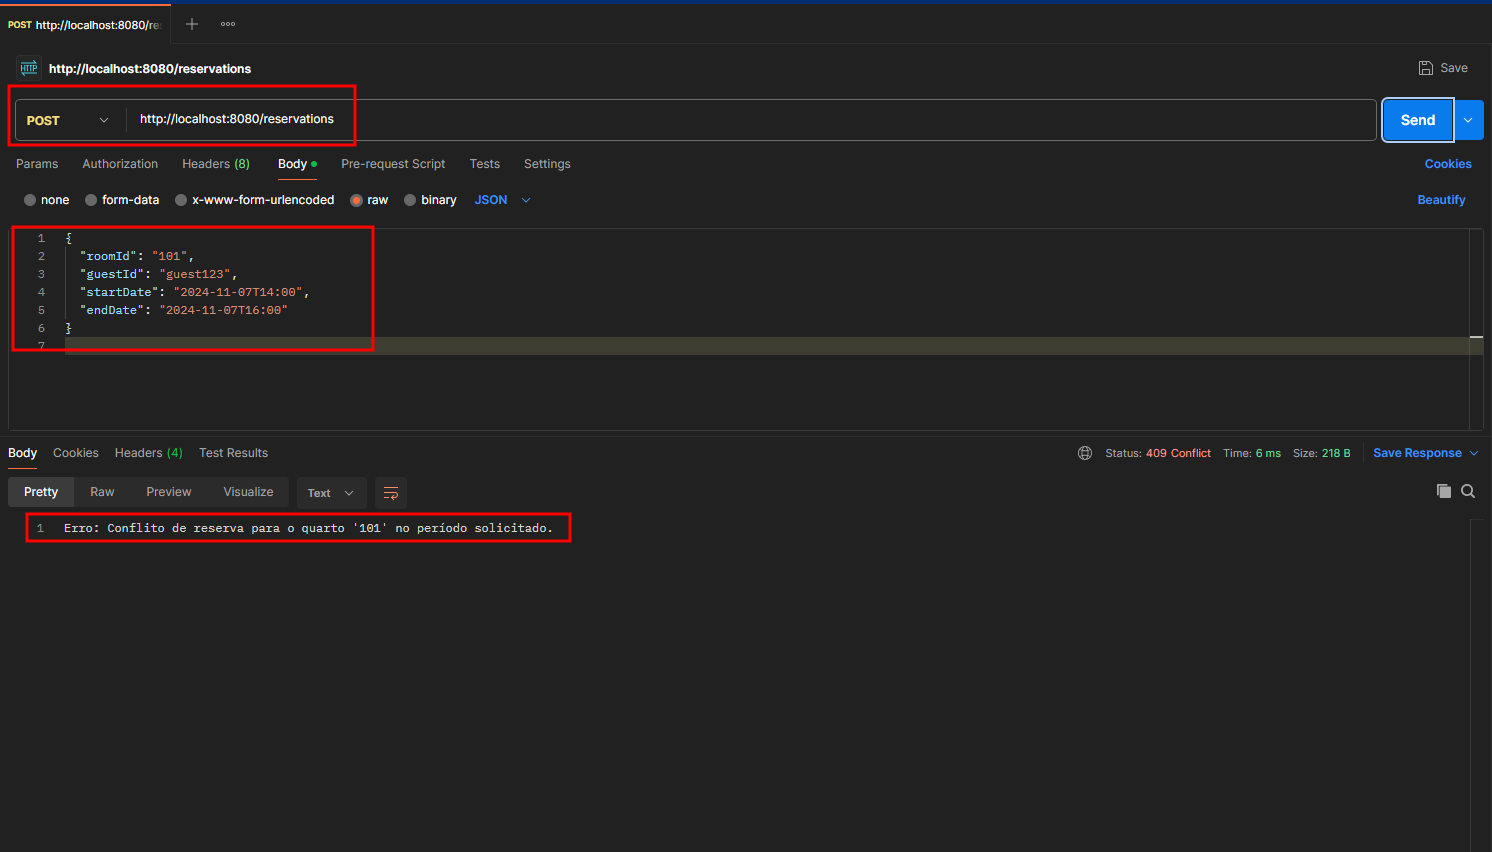 POST http://localhost:8080/re
HTTP http://localhost:8080/reservations
Save
POST http://localhost:8080/reservations
Send
Params Authorization Headers (8) Body Pre-request Script Tests Settings
Cookies
none form-data x-www-form-urlencoded raw binary JSON
Beautify
1 {
2 "roomId": "101",
3 "guestId": "guest123",
4 "startDate": "2024-11-07T14:00",
5 "endDate": "2024-11-07T16:00"
6 }
7
Body Cookies Headers (4) Test Results
Status: 409 Conflict Time: 6 ms Size: 218 B Save Response
Pretty Raw Preview Visualize Text
1 Erro: Conflito de reserva para o quarto '101' no período solicitado.